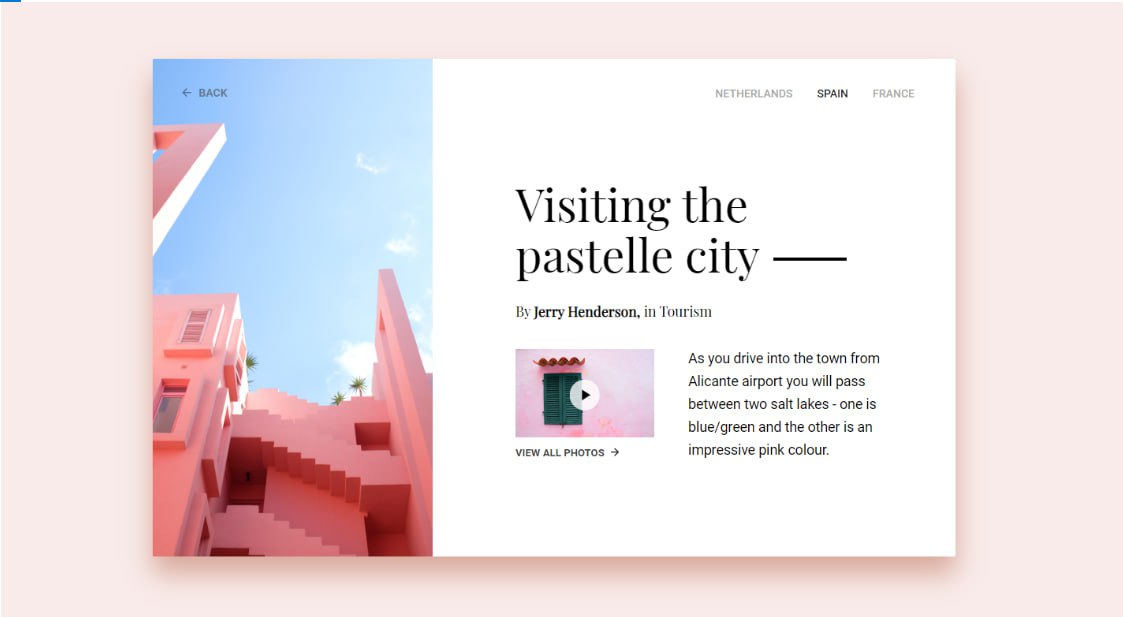 BACK
NETHERLANDS SPAIN FRANCE
Visiting the
pastelle city
By Jerry Henderson, in Tourism
VIEW ALL PHOTOS
As you drive into the town from
Alicante airport you will pass
between two salt lakes - one is
blue/green and the other is an
impressive pink colour.